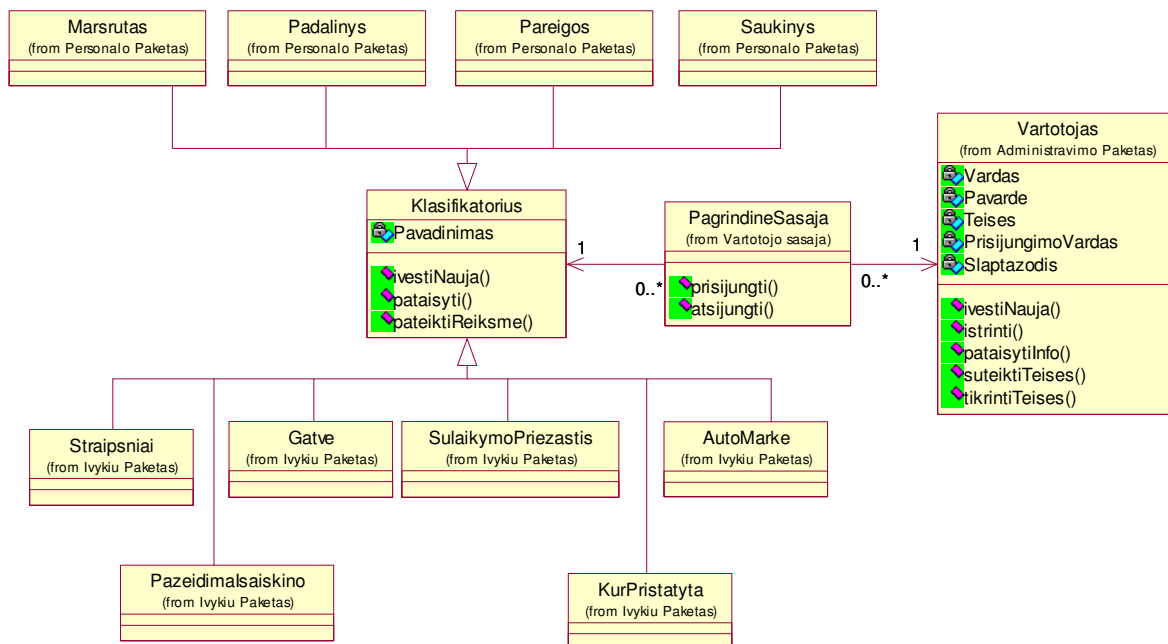 Marsrutas
(from Personalo Paketas)
Padalinys
(from Personalo Paketas)
Pareigos
(from Personalo Paketas)
Saukinys
(from Personalo Paketas)
Vartotojas
(from Administravimo Paketas)
Vardas
Pavarde
Teises
PrisijungimoVardas
Slaptazodis
ivestiNauja()
istrinti()
pataisytiInfo()
suteiktiTeises()
tikrintiTeises()
Klasifikatorius
Pavadinimas
ivestiNauja()
pataisyti()
pateiktiReiksme()
1
0..*
PagrindineSasaja
(from Vartotojo sasaja)
prisijungti()
atsijungti()
1
0..*
Straipsniai
(from Ivykiu Paketas)
Gatve
(from Ivykiu Paketas)
SulaikymoPriezastis
(from Ivykiu Paketas)
AutoMarke
(from Ivykiu Paketas)
PazeidimaIsaiskino
(from Ivykiu Paketas)
KurPristatyta
(from Ivykiu Paketas)